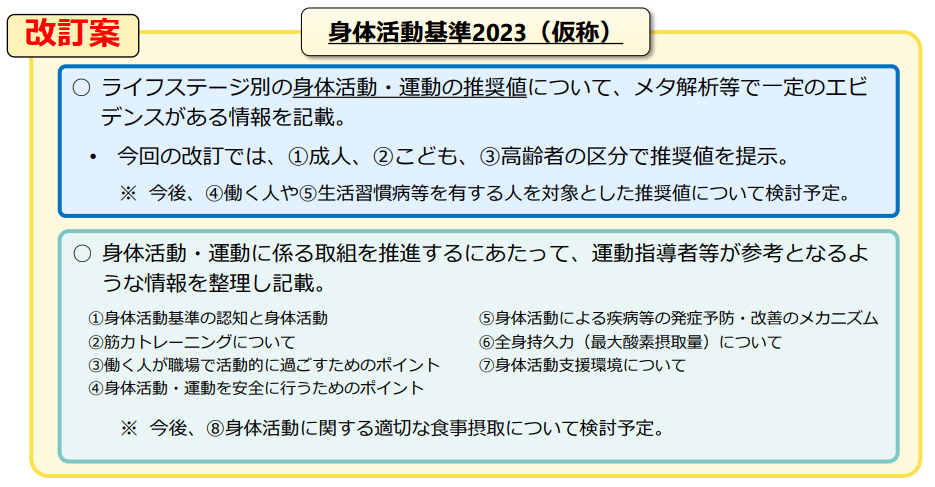 改訂案
身体活動基準2023（仮称）
○ ライフステージ別の身体活動・運動の推奨値について、メタ解析等で一定のエビ
デンスがある情報を記載。
• 今回の改訂では、①成人、②こども、③高齢者の区分で推奨値を提示。
※ 今後、④働く人や⑤生活習慣病等を有する人を対象とした推奨値について検討予定。
○ 身体活動・運動に係る取組を推進するにあたって、運動指導者等が参考となるよ
うな情報を整理し記載。
①身体活動基準の認知と身体活動
②筋力トレーニングについて
③働く人が職場で活動的に過ごすためのポイント
④身体活動・運動を安全に行うためのポイント
⑤身体活動による疾病等の発症予防・改善のメカニズム
⑥全身持久力（最大酸素摂取量）について
⑦身体活動支援環境について
※ 今後、⑧身体活動に関する適切な食事摂取について検討予定。